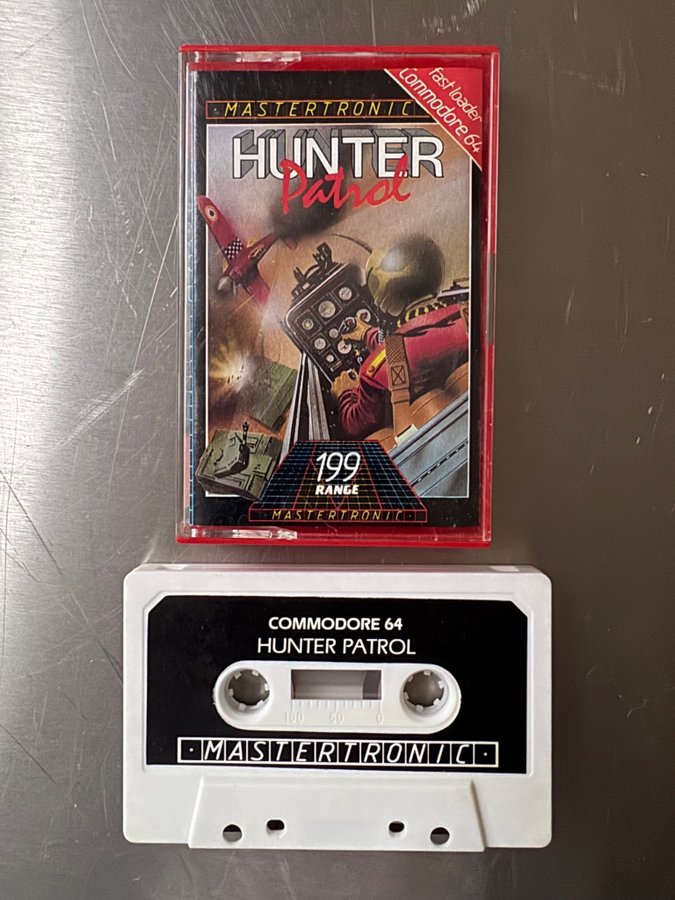 fast loader
Commodore 64
MASTERTRONIC
HUNTER
Patrol
199
RANGE
· MASTERTRONIC ·
COMMODORE 64
HUNTER PATROL
100 50 0
· MASTERTRONIC ·